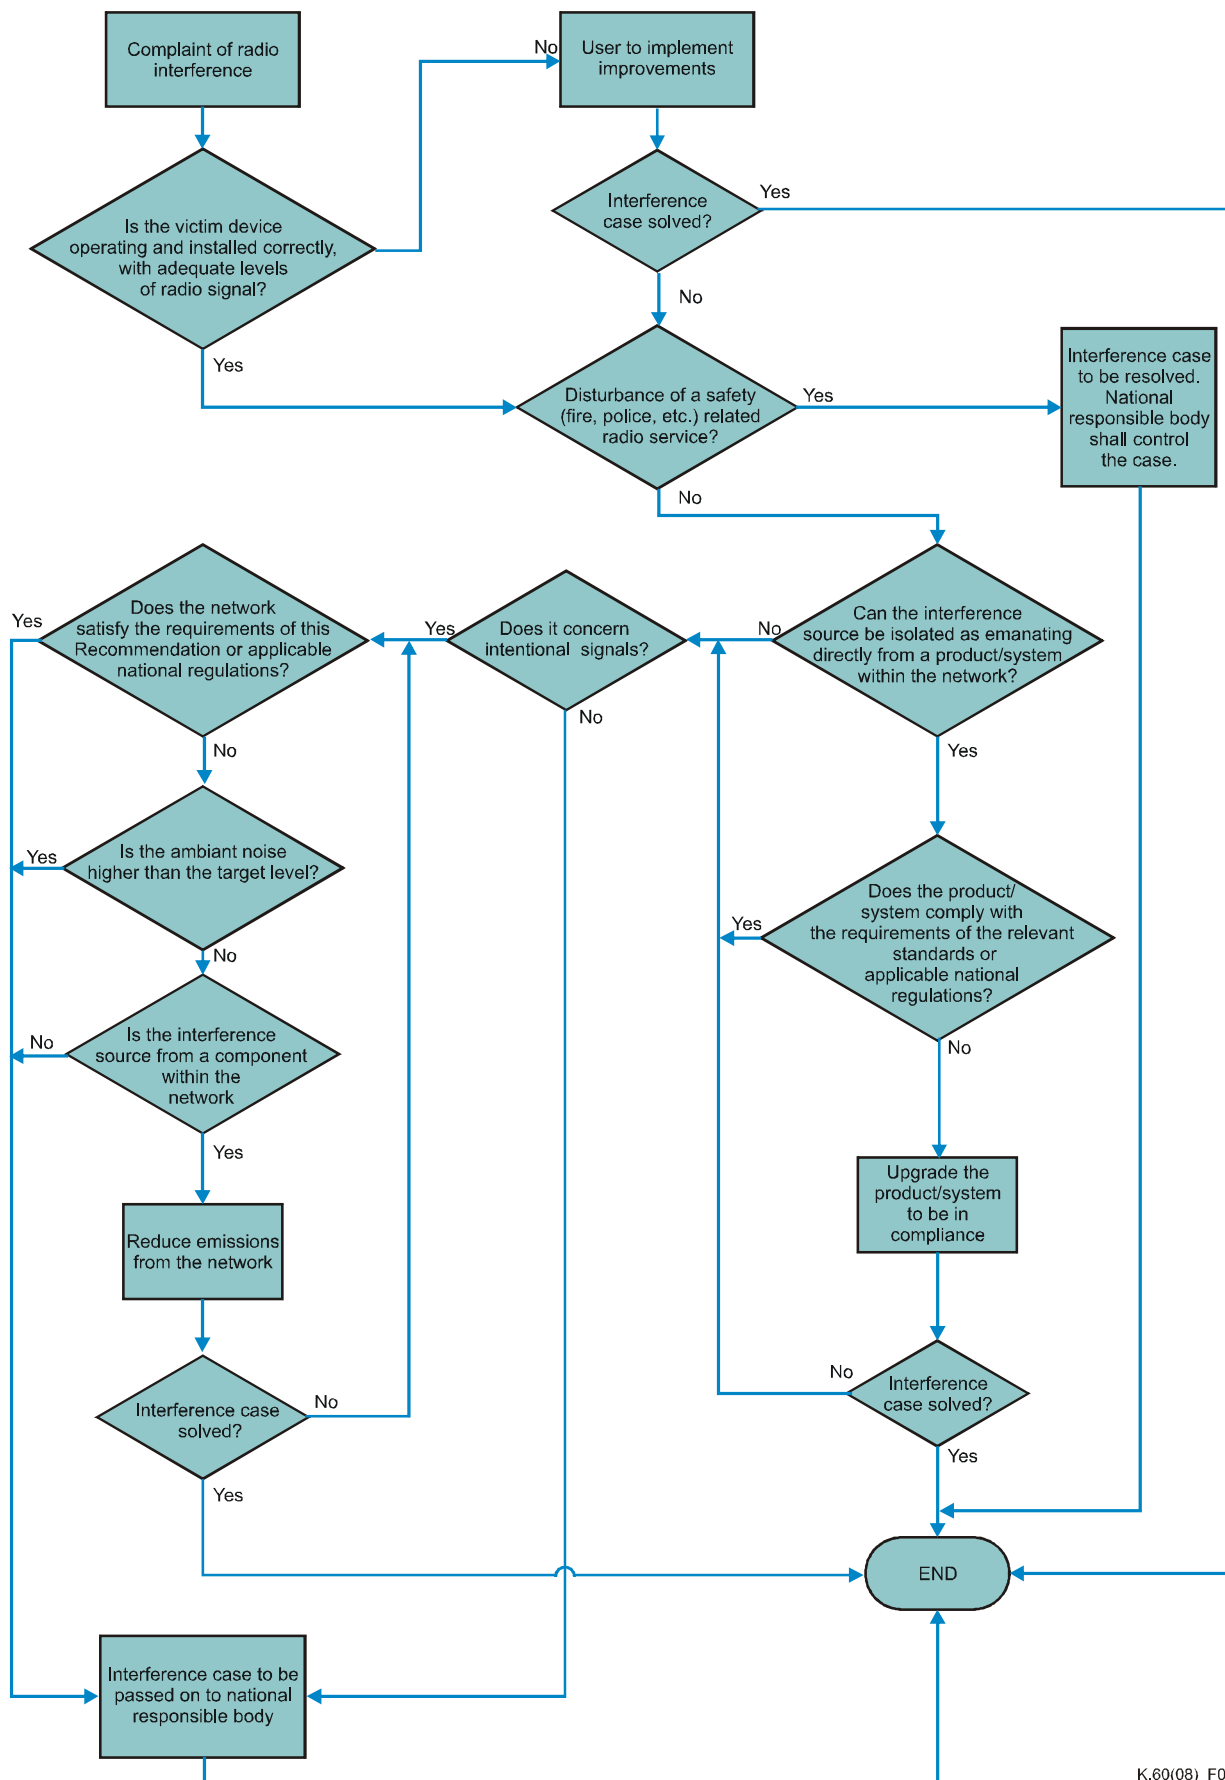 Complaint of radio
interference
No
User to implement
improvements
Is the victim device
operating and installed correctly,
with adequate levels
of radio signal?
Interference
case solved?
Yes
No
Yes
Disturbance of a safety
(fire, police, etc.) related
radio service?
Yes
Interference case
to be resolved.
National
responsible body
shall control
the case.
No
Can the interference
source be isolated as emanating
directly from a product/system
within the network?
No
Yes
Does it concern
intentional signals?
Yes
No
Does the network
satisfy the requirements of this
Recommendation or applicable
national regulations?
Yes
No
Is the ambiant noise
higher than the target level?
Yes
No
Is the interference
source from a component
within the
network
No
Yes
Reduce emissions
from the network
Interference case
solved?
No
Yes
Does the product/
system comply with
the requirements of the relevant
standards or
applicable national
regulations?
Yes
No
Upgrade the
product/system
to be in
compliance
Interference
case solved?
No
Yes
END
Interference case to be
passed on to national
responsible body
K.60(08)_F0